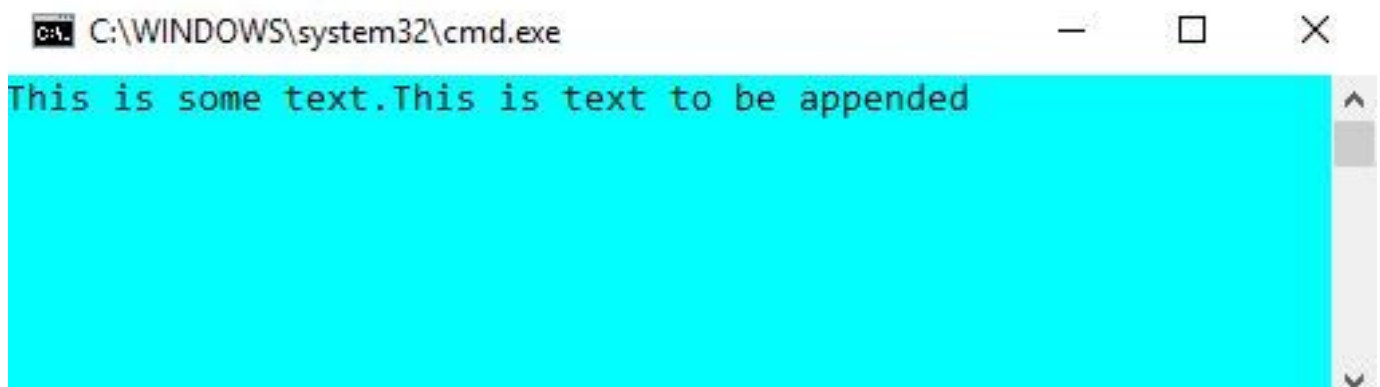 C:\WINDOWS\system32\cmd.exe
This is some text.This is text to be appended